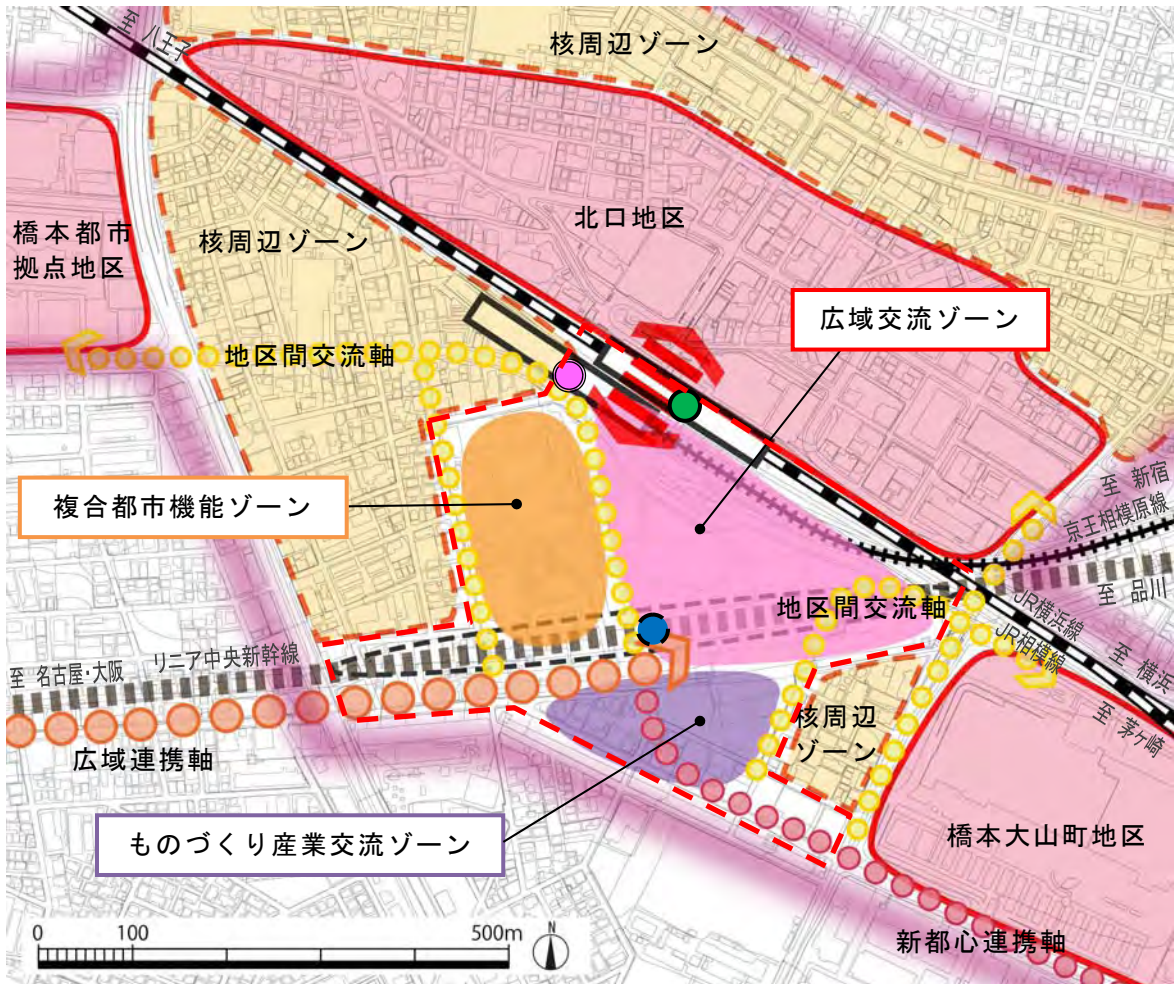 至 八王子
核周辺ゾーン
北口地区
橋本都市
拠点地区
核周辺ゾーン
広域交流ゾーン
地区間交流軸
複合都市機能ゾーン
至 新宿
京王相模原線
至 品川
地区間交流軸
JR横浜線
JR相模線
至 横浜
至 茅ヶ崎
至 名古屋・大阪
リニア中央新幹線
広域連携軸
核周辺
ゾーン
ものづくり産業交流ゾーン
橋本大山町地区
新都心連携軸
0 100 500m
N